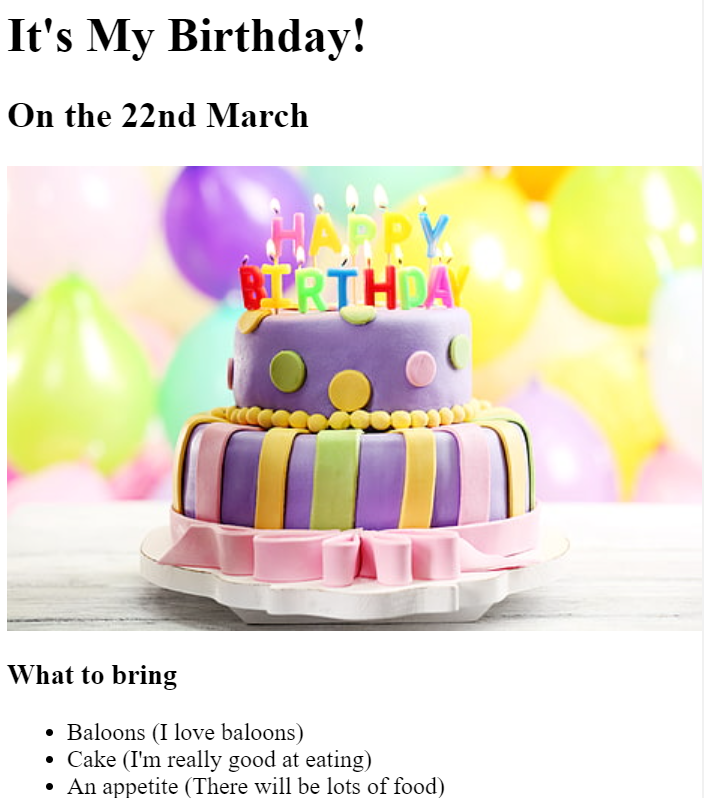 It's My Birthday!
On the 22nd March
HAPPY
BIRTHDAY
What to bring
Baloons (I love baloons)
Cake (I'm really good at eating)
An appetite (There will be lots of food)